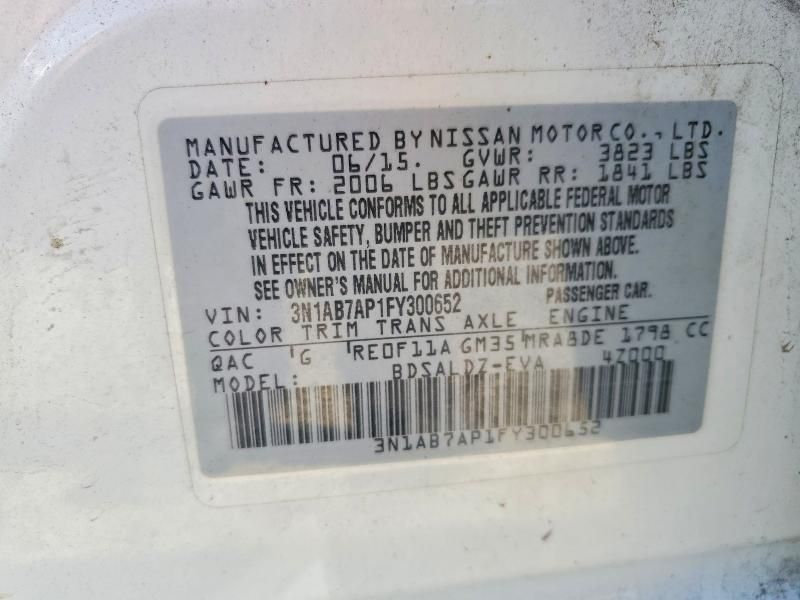 MANUFACTURED BY NISSAN MOTOR CO., LTD.
DATE: 06/15. GVWR: 3823 LBS
GAWR FR: 2006 LBS GAWR RR: 1841 LBS
THIS VEHICLE CONFORMS TO ALL APPLICABLE FEDERAL MOTOR
VEHICLE SAFETY, BUMPER AND THEFT PREVENTION STANDARDS
IN EFFECT ON THE DATE OF MANUFACTURE SHOWN ABOVE.
SEE OWNER'S MANUAL FOR ADDITIONAL INFORMATION.
VIN: 3N1AB7AP1FY300652 PASSENGER CAR.
COLOR TRIM TRANS AXLE ENGINE
QAC G RE0F11A GM35 MRA8DE 1798 CC
MODEL: BDSALDZ-EVA 4Z000
3N1AB7AP1FY300652